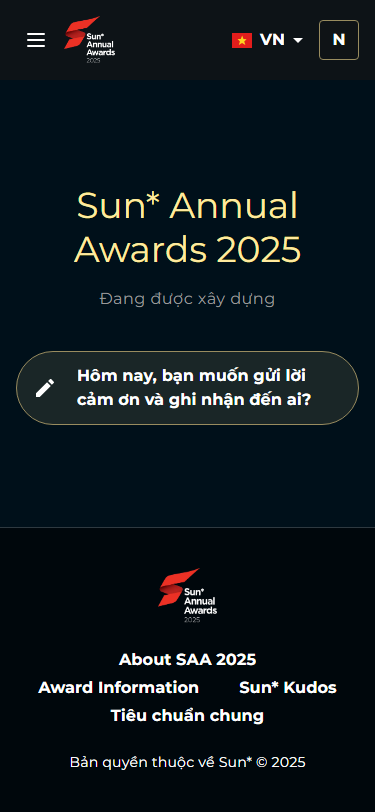 Sun*
Annual
Awards
2025
VN
N
Sun* Annual
Awards 2025
Đang được xây dựng
Hôm nay, bạn muốn gửi lời
cảm ơn và ghi nhận đến ai?
Sun*
Annual
Awards
2025
About SAA 2025
Award Information Sun* Kudos
Tiêu chuẩn chung
Bản quyền thuộc về Sun* © 2025